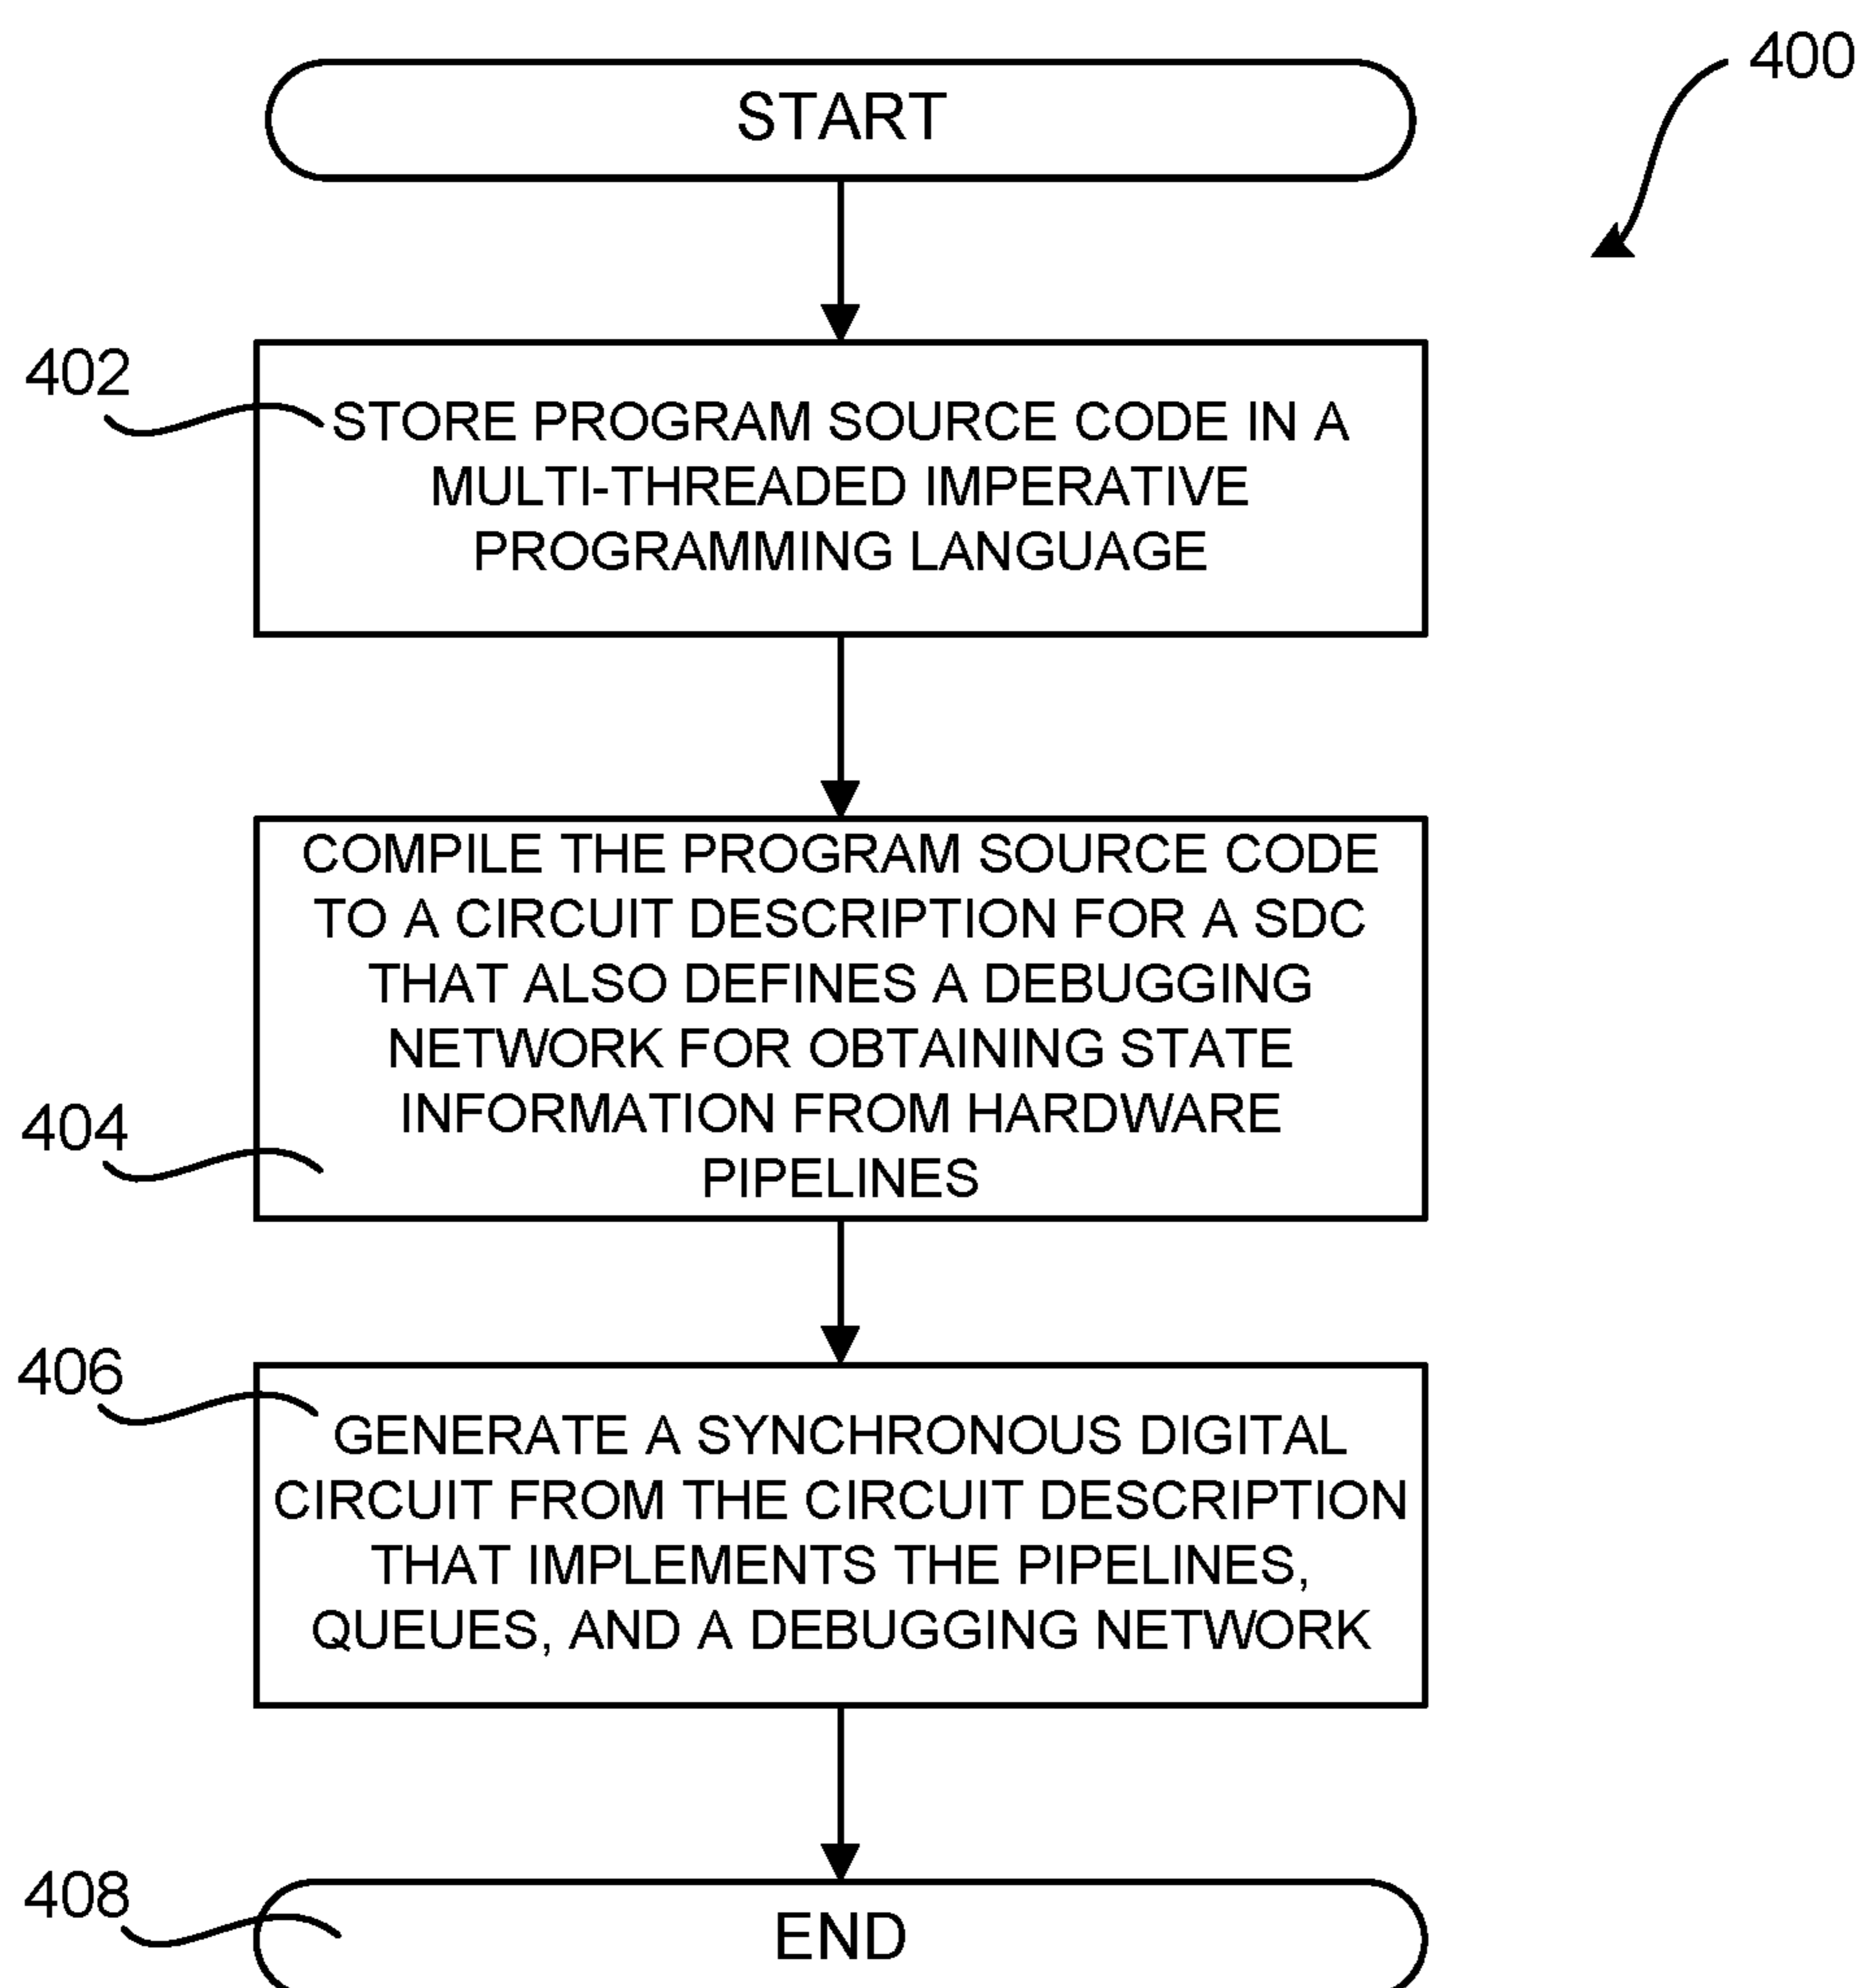 400
START
402
STORE PROGRAM SOURCE CODE IN A
MULTI-THREADED IMPERATIVE
PROGRAMMING LANGUAGE
COMPILE THE PROGRAM SOURCE CODE
TO A CIRCUIT DESCRIPTION FOR A SDC
THAT ALSO DEFINES A DEBUGGING
NETWORK FOR OBTAINING STATE
INFORMATION FROM HARDWARE
404
PIPELINES
406
GENERATE A SYNCHRONOUS DIGITAL
CIRCUIT FROM THE CIRCUIT DESCRIPTION
THAT IMPLEMENTS THE PIPELINES,
QUEUES, AND A DEBUGGING NETWORK
408
END